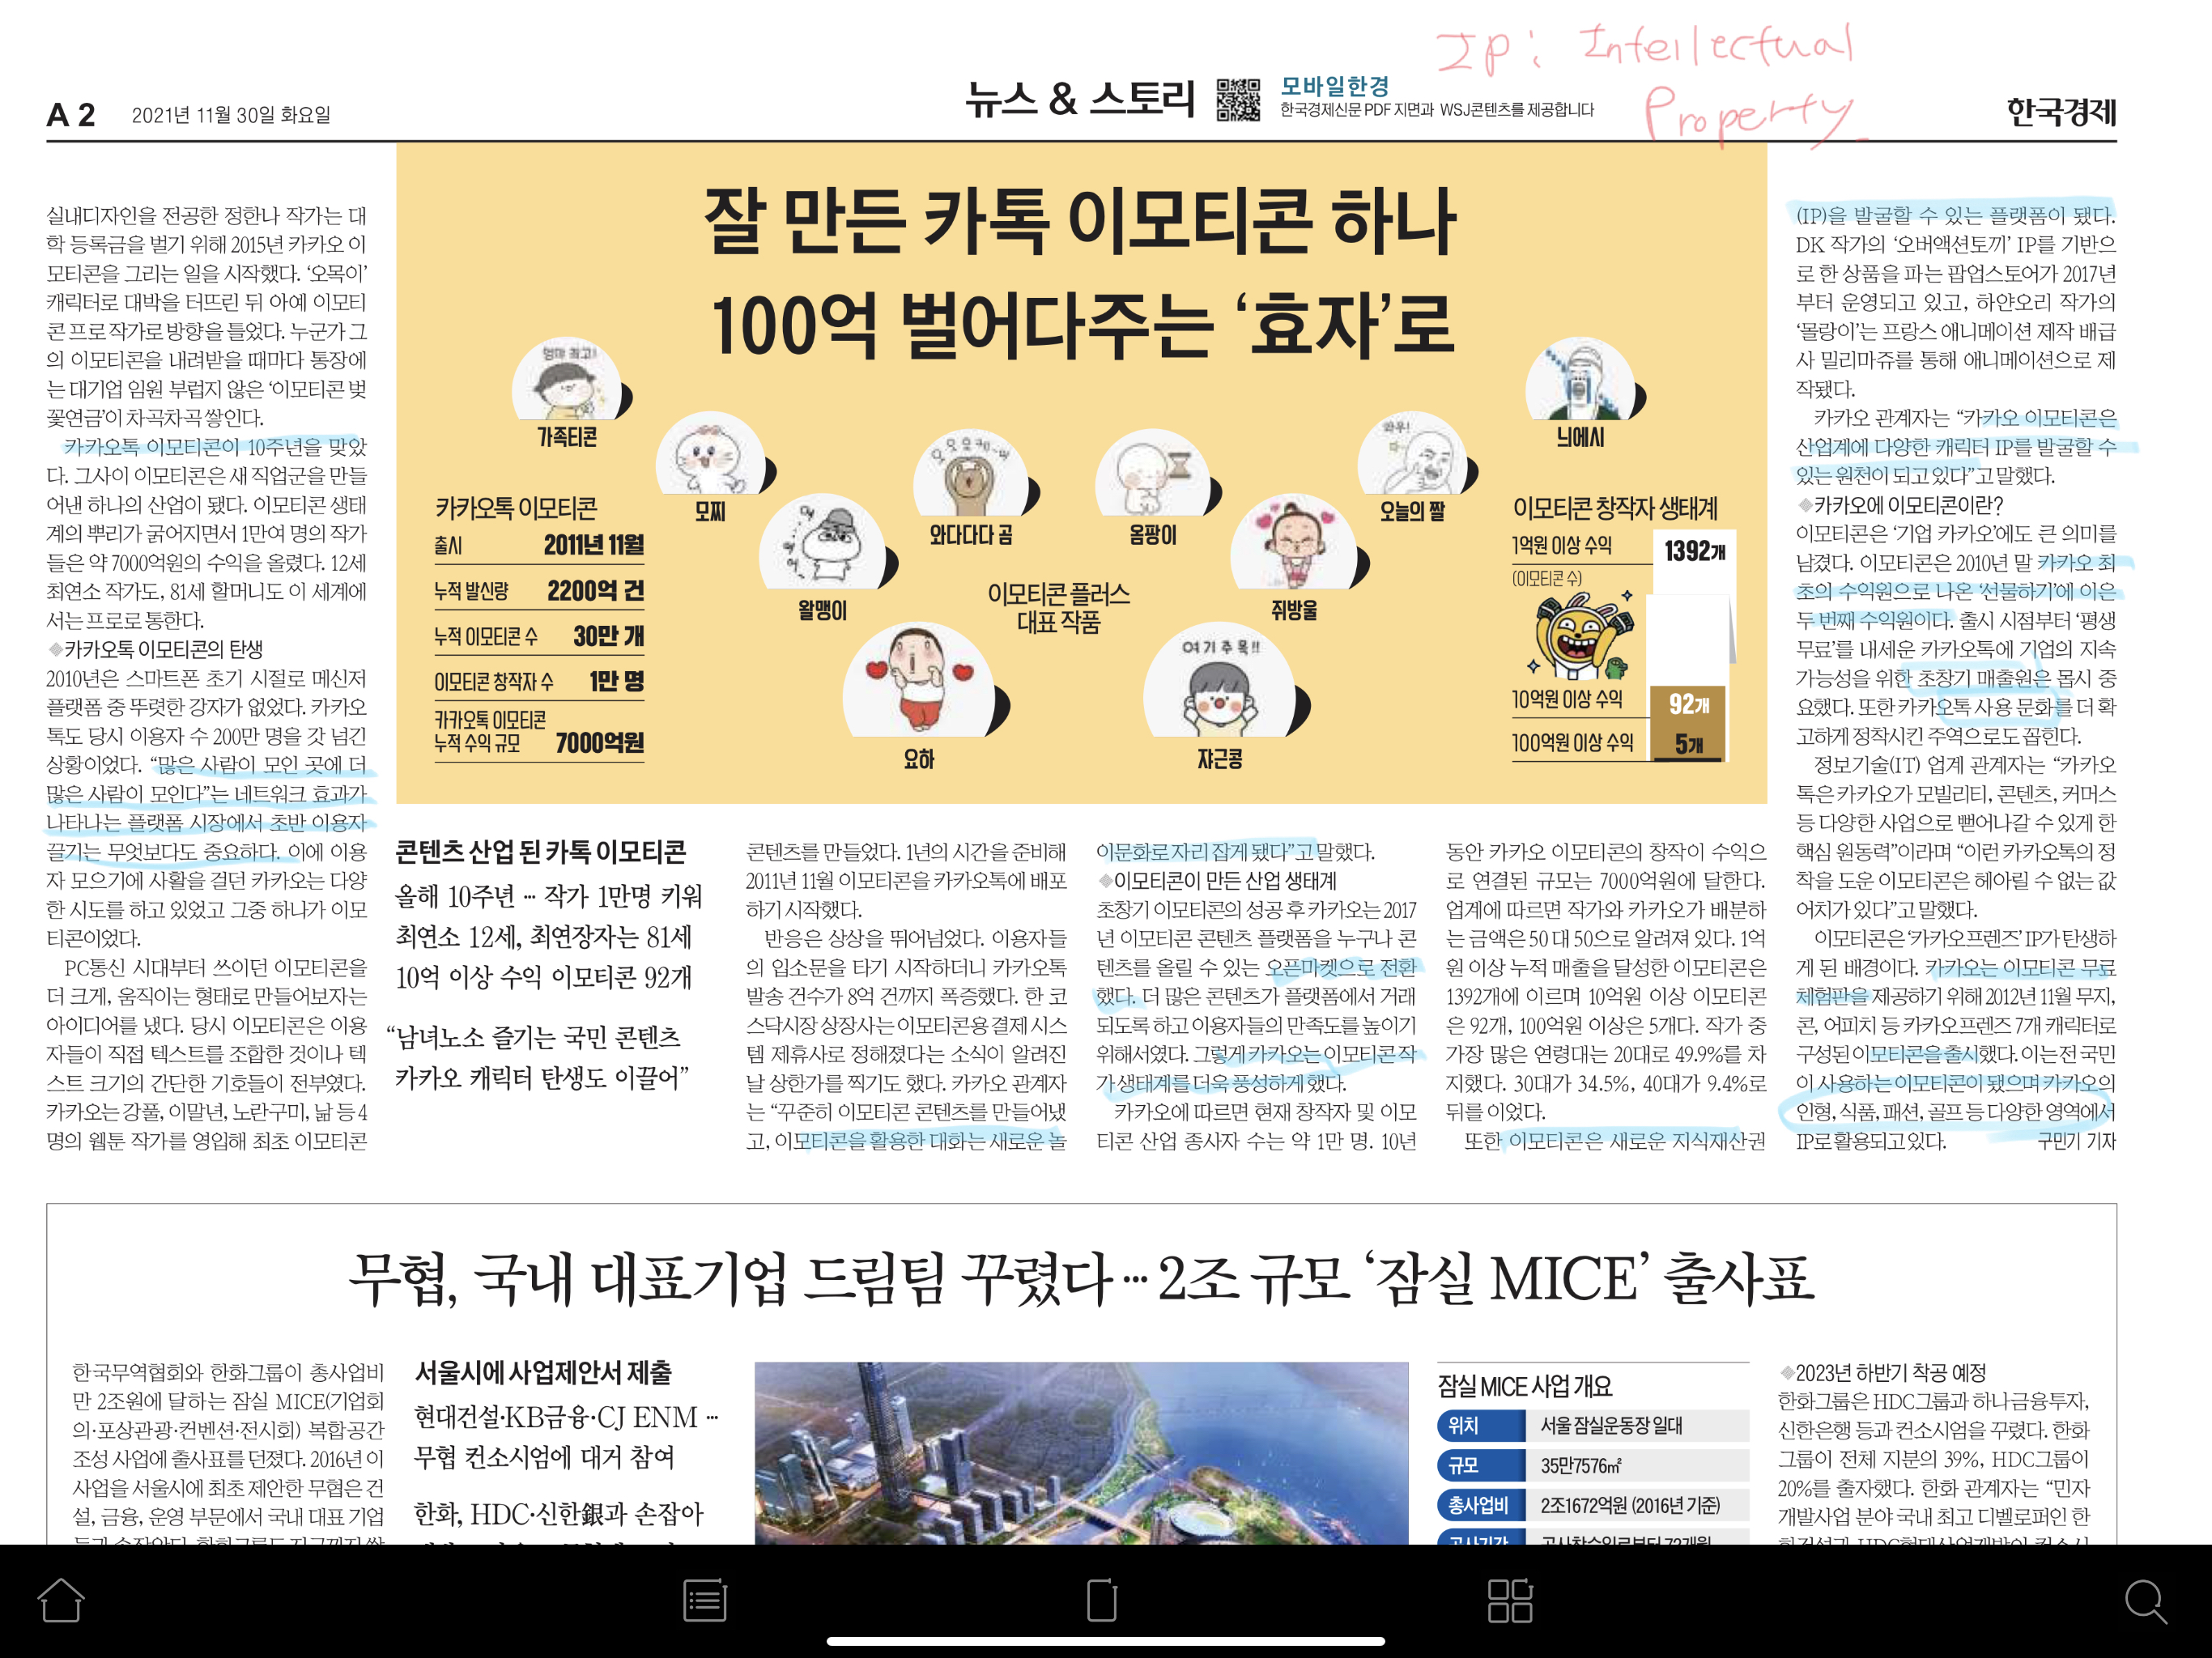 IP: Intellectual
Property
A2 2021년 11월 30일 화요일
뉴스 & 스토리
모바일한경
한국경제신문 PDF 지면과 WSJ콘텐츠를 제공합니다
한국경제
잘 만든 카톡 이모티콘 하나
100억 벌어다주는 ‘효자’로
실내디자인을 전공한 정한나 작가는 대
학 등록금을 벌기 위해 2015년 카카오 이
모티콘을 그리는 일을 시작했다. ‘오목이’
캐릭터로 대박을 터뜨린 뒤 아예 이모티
콘 프로 작가로 방향을 틀었다. 누군가 그
의 이모티콘을 내려받을 때마다 통장에
는 대기업 임원 부럽지 않은 ‘이모티콘 벚
꽃연금’이 차곡차곡 쌓인다.
카카오톡 이모티콘이 10주년을 맞았
다. 그사이 이모티콘은 새 직업군을 만들
어낸 하나의 산업이 됐다. 이모티콘 생태
계의 뿌리가 굵어지면서 1만여 명의 작가
들은 약 7000억원의 수익을 올렸다. 12세
최연소 작가도, 81세 할머니도 이 세계에
서는 프로로 통한다.
◈카카오톡 이모티콘의 탄생
2010년은 스마트폰 초기 시절로 메신저
플랫폼 중 뚜렷한 강자가 없었다. 카카오
톡도 당시 이용자 수 200만 명을 갓 넘긴
상황이었다. “많은 사람이 모인 곳에 더
많은 사람이 모인다”는 네트워크 효과가
나타나는 플랫폼 시장에서 초반 이용자
끌기는 무엇보다도 중요하다. 이에 이용
자 모으기에 사활을 걸던 카카오는 다양
한 시도를 하고 있었고 그중 하나가 이모
티콘이었다.
PC통신 시대부터 쓰이던 이모티콘을
더 크게, 움직이는 형태로 만들어보자는
아이디어를 냈다. 당시 이모티콘은 이용
자들이 직접 텍스트를 조합한 것이나 텍
스트 크기의 간단한 기호들이 전부였다.
카카오는 강풀, 이말년, 노란구미, 낢 등 4
명의 웹툰 작가를 영입해 최초 이모티콘
엄마 최고!
가족티콘
모찌
왈맹이
와다다다 곰
옴팡이
와우!
오늘의 짤
늬에시
쥐방울
요하
여기 주목!!
쟈근콩
이모티콘 플러스
대표 작품
카카오톡 이모티콘
출시 2011년 11월
누적 발신량 2200억 건
누적 이모티콘 수 30만 개
이모티콘 창작자 수 1만 명
카카오톡 이모티콘
누적 수익 규모 7000억원
이모티콘 창작자 생태계
1억원 이상 수익 1392개
(이모티콘 수)
10억원 이상 수익 92개
100억원 이상 수익 5개
콘텐츠 산업 된 카톡 이모티콘
올해 10주년 … 작가 1만명 키워
최연소 12세, 최연장자는 81세
10억 이상 수익 이모티콘 92개
“남녀노소 즐기는 국민 콘텐츠
카카오 캐릭터 탄생도 이끌어”
콘텐츠를 만들었다. 1년의 시간을 준비해
2011년 11월 이모티콘을 카카오톡에 배포
하기 시작했다.
반응은 상상을 뛰어넘었다. 이용자들
의 입소문을 타기 시작하더니 카카오톡
발송 건수가 8억 건까지 폭증했다. 한 코
스닥시장 상장사는 이모티콘용 결제 시스
템 제휴사로 정해졌다는 소식이 알려진
날 상한가를 찍기도 했다. 카카오 관계자
는 “꾸준히 이모티콘 콘텐츠를 만들어냈
고, 이모티콘을 활용한 대화는 새로운 놀
이문화로 자리 잡게 됐다”고 말했다.
◈이모티콘이 만든 산업 생태계
초창기 이모티콘의 성공 후 카카오는 2017
년 이모티콘 콘텐츠 플랫폼을 누구나 콘
텐츠를 올릴 수 있는 오픈마켓으로 전환
했다. 더 많은 콘텐츠가 플랫폼에서 거래
되도록 하고 이용자들의 만족도를 높이기
위해서였다. 그렇게 카카오는 이모티콘 작
가 생태계를 더욱 풍성하게 했다.
카카오에 따르면 현재 창작자 및 이모
티콘 산업 종사자 수는 약 1만 명. 10년
동안 카카오 이모티콘의 창작이 수익으
로 연결된 규모는 7000억원에 달한다.
업계에 따르면 작가와 카카오가 배분하
는 금액은 50 대 50으로 알려져 있다. 1억
원 이상 누적 매출을 달성한 이모티콘은
1392개에 이르며 10억원 이상 이모티콘
은 92개, 100억원 이상은 5개다. 작가 중
가장 많은 연령대는 20대로 49.9%를 차
지했다. 30대가 34.5%, 40대가 9.4%로
뒤를 이었다.
또한 이모티콘은 새로운 지식재산권
(IP)을 발굴할 수 있는 플랫폼이 됐다.
DK 작가의 ‘오버액션토끼’ IP를 기반으
로 한 상품을 파는 팝업스토어가 2017년
부터 운영되고 있고, 하얀오리 작가의
‘몰랑이’는 프랑스 애니메이션 제작 배급
사 밀리마쥬를 통해 애니메이션으로 제
작됐다.
카카오 관계자는 “카카오 이모티콘은
산업계에 다양한 캐릭터 IP를 발굴할 수
있는 원천이 되고 있다”고 말했다.
◈카카오에 이모티콘이란?
이모티콘은 ‘기업 카카오’에도 큰 의미를
남겼다. 이모티콘은 2010년 말 카카오 최
초의 수익원으로 나온 ‘선물하기’에 이은
두 번째 수익원이다. 출시 시점부터 ‘평생
무료’를 내세운 카카오톡에 기업의 지속
가능성을 위한 초창기 매출원은 몹시 중
요했다. 또한 카카오톡 사용 문화를 더 확
고하게 정착시킨 주역으로도 꼽힌다.
정보기술(IT) 업계 관계자는 “카카오
톡은 카카오가 모빌리티, 콘텐츠, 커머스
등 다양한 사업으로 뻗어나갈 수 있게 한
핵심 원동력”이라며 “이런 카카오톡의 정
착을 도운 이모티콘은 헤아릴 수 없는 값
어치가 있다”고 말했다.
이모티콘은 ‘카카오프렌즈’ IP가 탄생하
게 된 배경이다. 카카오는 이모티콘 무료
체험판을 제공하기 위해 2012년 11월 무지,
콘, 어피치 등 카카오프렌즈 7개 캐릭터로
구성된 이모티콘을 출시했다. 이는 전 국민
이 사용하는 이모티콘이 됐으며 카카오의
인형, 식품, 패션, 골프 등 다양한 영역에서
IP로 활용되고 있다. 구민기 기자
무협, 국내 대표기업 드림팀 꾸렸다…2조 규모 ‘잠실 MICE’ 출사표
한국무역협회와 한화그룹이 총사업비
만 2조원에 달하는 잠실 MICE(기업회
의·포상관광·컨벤션·전시회) 복합공간
조성 사업에 출사표를 던졌다. 2016년 이
사업을 서울시에 최초 제안한 무협은 건
설, 금융, 운영 부문에서 국내 대표 기업
서울시에 사업제안서 제출
현대건설·KB금융·CJ ENM …
무협 컨소시엄에 대거 참여
한화, HDC·신한銀과 손잡아
잠실 MICE 사업 개요
위치 서울 잠실운동장 일대
규모 35만7576㎡
총사업비 2조1672억원 (2016년 기준)
◈2023년 하반기 착공 예정
한화그룹은 HDC그룹과 하나금융투자,
신한은행 등과 컨소시엄을 꾸렸다. 한화
그룹이 전체 지분의 39%, HDC그룹이
20%를 출자했다. 한화 관계자는 “민자
개발사업 분야 국내 최고 디벨로퍼인 한